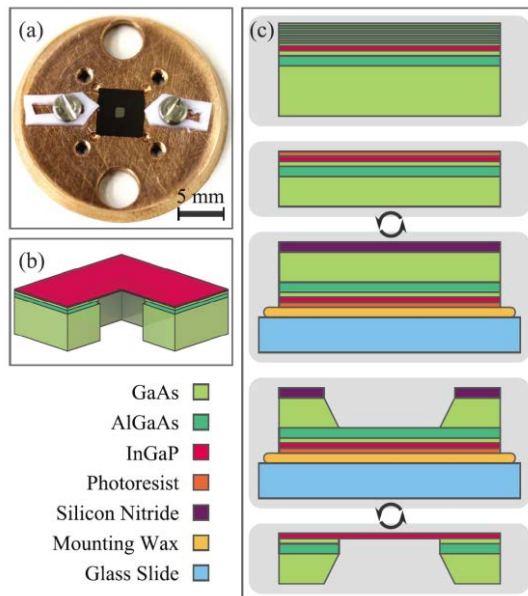 (a)
5 mm
(b)
GaAs
AlGaAs
InGaP
Photoresist
Silicon Nitride
Mounting Wax
Glass Slide
(c)